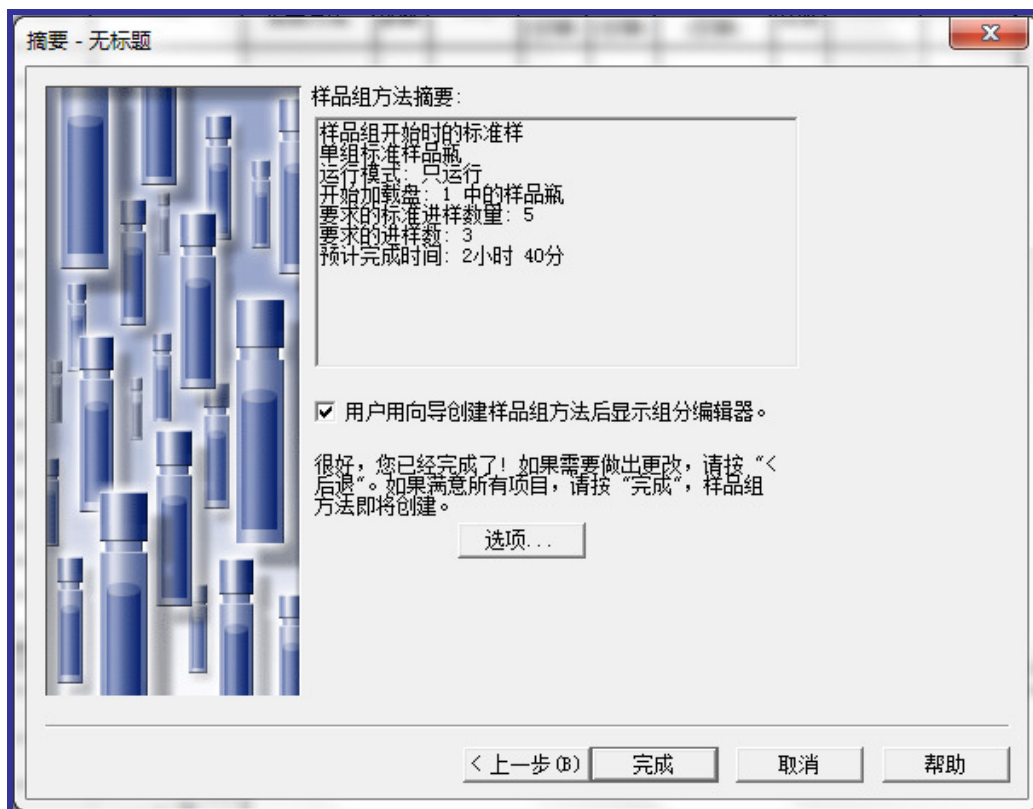 摘要 - 无标题
样品组方法摘要:
样品组开始时的标准样
单组标准样品瓶
运行模式: 只运行
开始加载盘: 1 中的样品瓶
要求的标准进样数量: 5
要求的进样数: 3
预计完成时间: 2小时 40分
用户用向导创建样品组方法后显示组分编辑器。
很好，您已经完成了! 如果需要做出更改，请按 "<
后退"。如果满意所有项目，请按 "完成"，样品组
方法即将创建。
选项...
< 上一步(B)
完成
取消
帮助